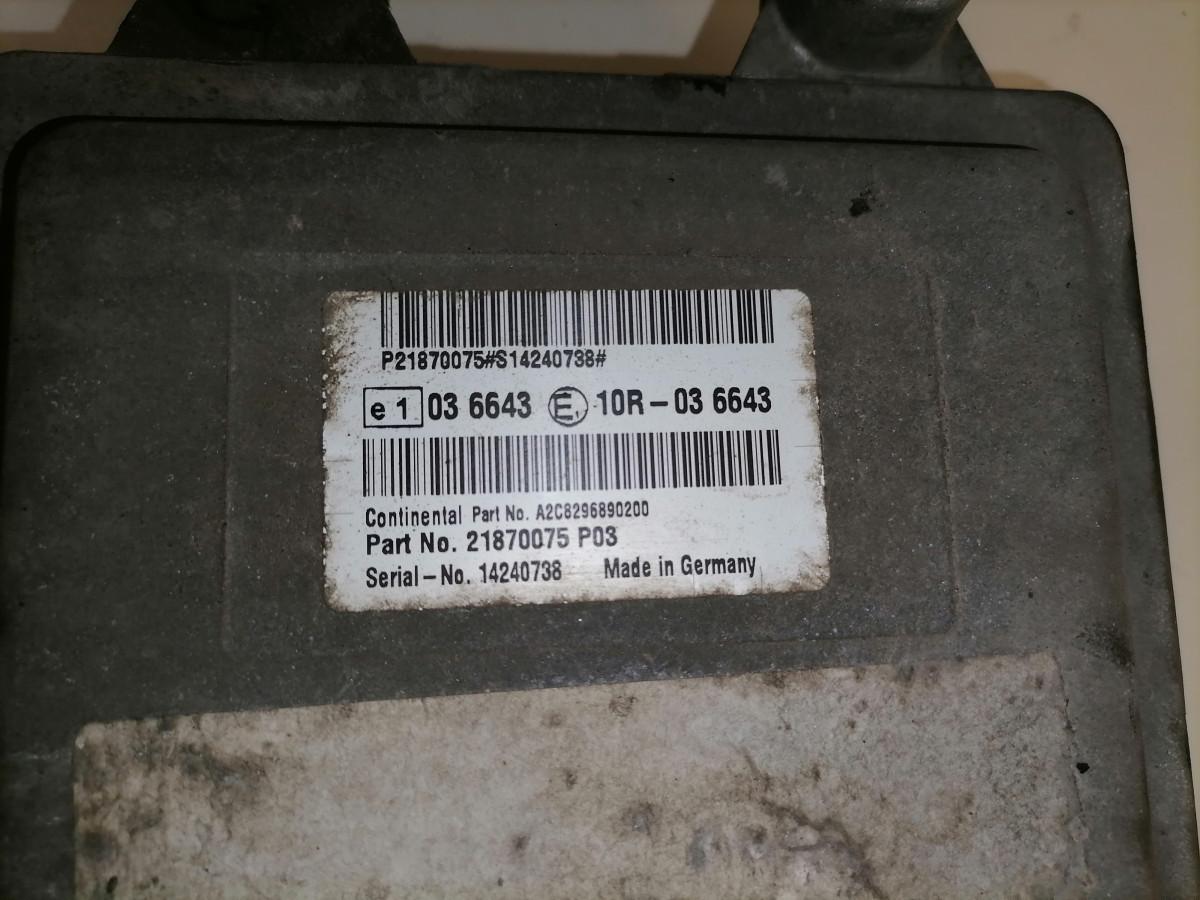 P21870075#S14240738#
e 1 03 6643 E1 10R-03 6643
Continental Part No. A2C8296890200
Part No. 21870075 P03
Serial-No. 14240738 Made in Germany